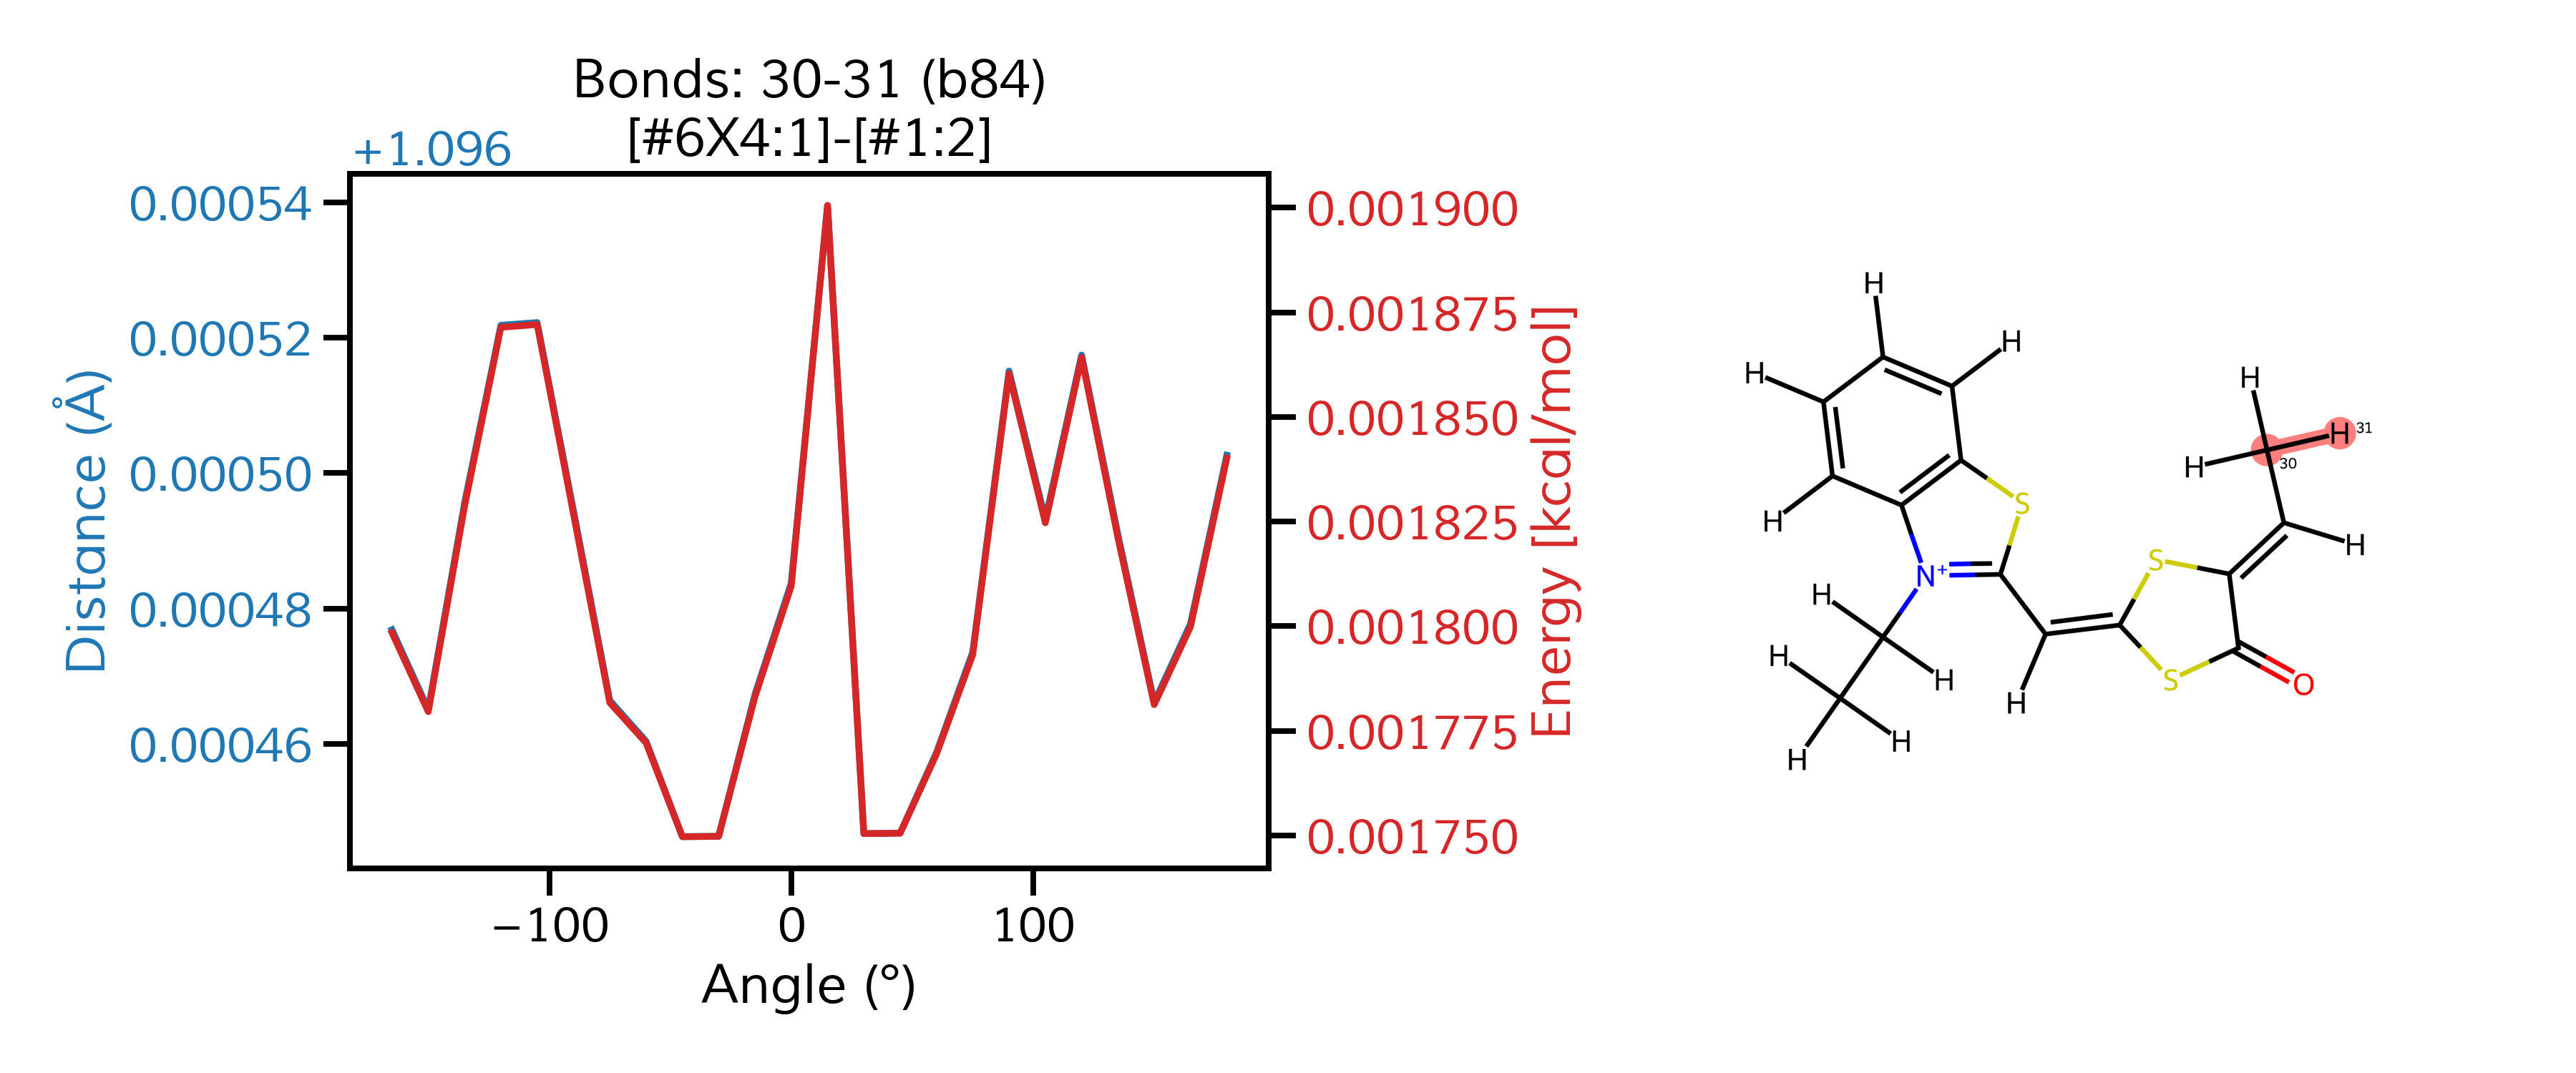 Bonds: 30-31 (b84)
[#6X4:1]-[#1:2]
+1.096
0.00054
0.00052
0.00050
0.00048
0.00046
Distance (Å)
0.001900
0.001875
0.001850
0.001825
0.001800
0.001775
0.001750
Energy [kcal/mol]
−100
0
100
Angle (°)
H
H
H
H
H
H 31
H
30
S
H
H
S
N+
H
H
H
S
O
H
H
H